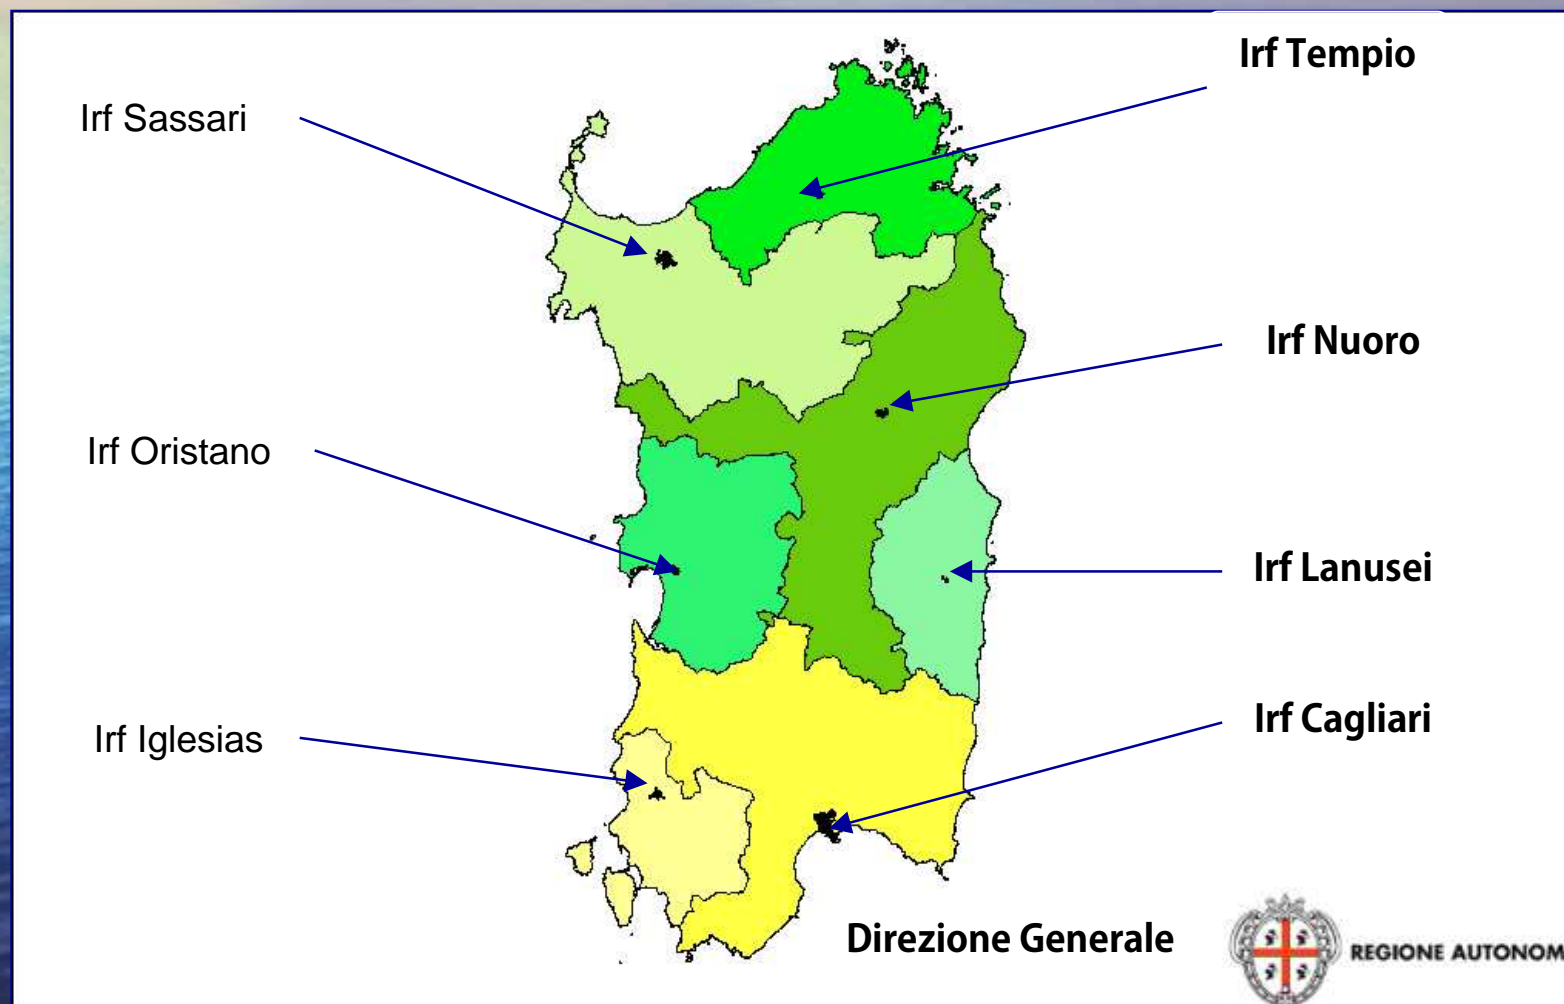 Irf Tempio
Irf Sassari
Irf Nuoro
Irf Oristano
Irf Lanusei
Irf Cagliari
Irf Iglesias
Direzione Generale
REGIONE AUTONOM